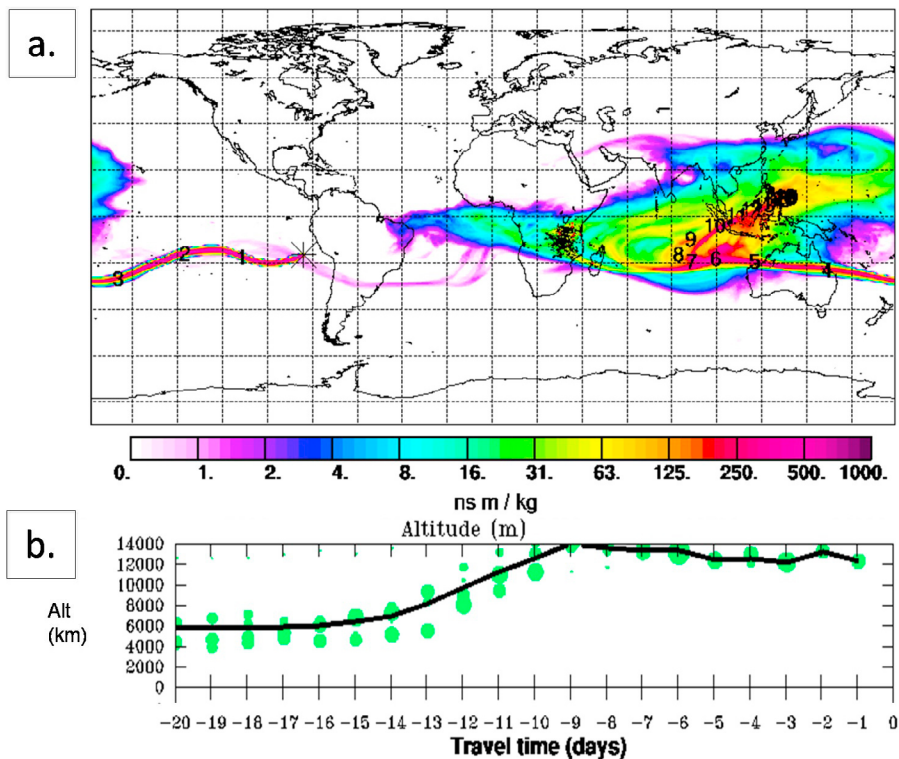 a.
3 2 1 10 9 8 7 6 5 4
0. 1. 2. 4. 8. 16. 31. 63. 125. 250. 500. 1000.
ns m / kg
b.
Altitude (m)
14000
12000
10000
8000
6000
4000
2000
0
Alt
(km)
-20 -19 -18 -17 -16 -15 -14 -13 -12 -11 -10 -9 -8 -7 -6 -5 -4 -3 -2 -1 0
Travel time (days)